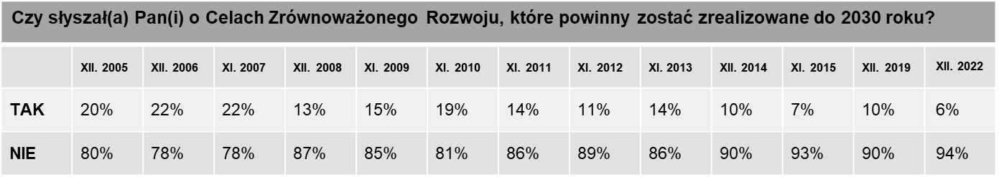 Czy słyszał(a) Pan(i) o Celach Zrównoważonego Rozwoju, które powinny zostać zrealizowane do 2030 roku?
XII. 2005 XII. 2006 XI. 2007 XII. 2008 XI. 2009 XI. 2010 XI. 2011 XI. 2012 XI. 2013 XII. 2014 XI. 2015 XII. 2019 XII. 2022
TAK 20% 22% 22% 13% 15% 19% 14% 11% 14% 10% 7% 10% 6%
NIE 80% 78% 78% 87% 85% 81% 86% 89% 86% 90% 93% 90% 94%